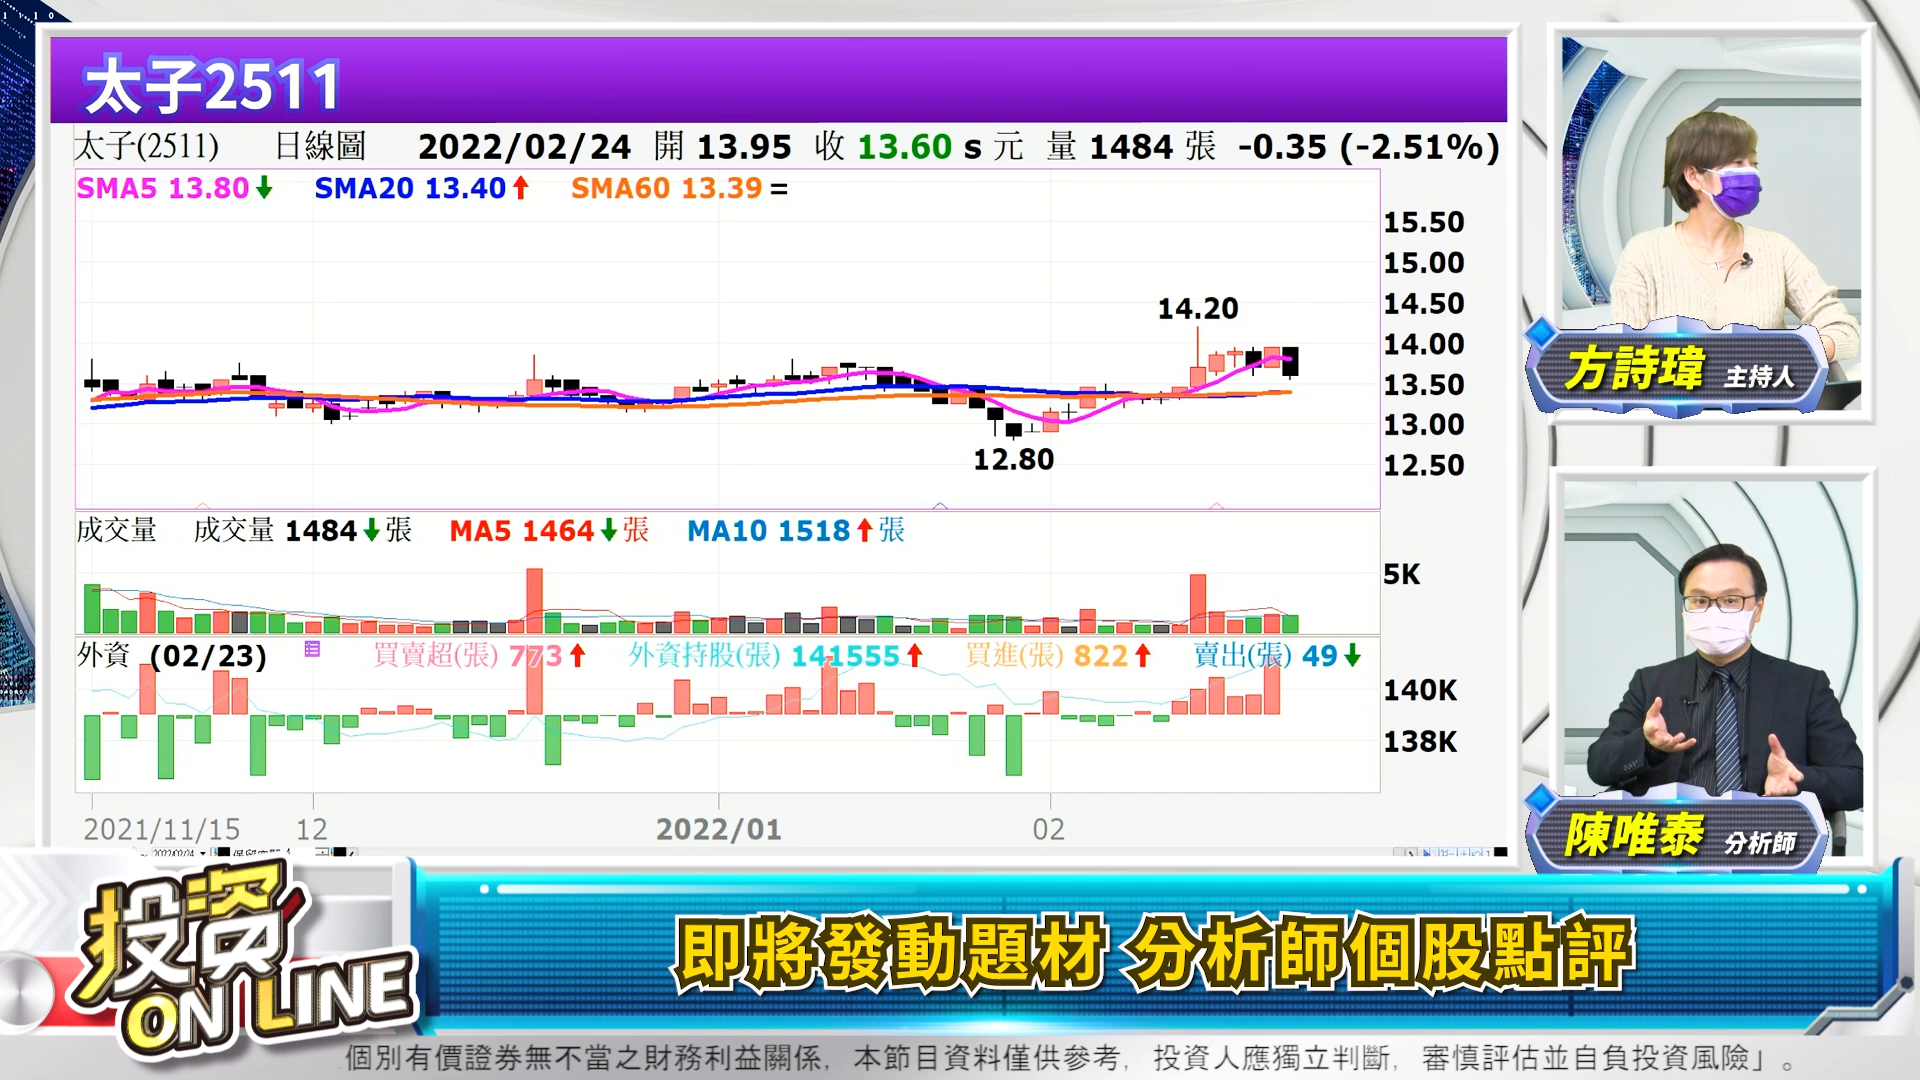 太子2511
太子(2511) 日線圖 2022/02/24 開 13.95 收 13.60 s 元 量 1484 張 -0.35 (-2.51%)
SMA5 13.80↓ SMA20 13.40↑ SMA60 13.39 =
15.50
15.00
14.50
14.20
14.00
13.50
13.00
12.80
12.50
成交量 成交量 1484↓張 MA5 1464↓張 MA10 1518↑張
5K
外資 (02/23) 買賣超(張) 773↑ 外資持股(張) 141555↑ 買進(張) 822↑ 賣出(張) 49↓
140K
138K
2021/11/15 12 2022/01 02
方詩瑋 主持人
陳唯泰 分析師
投資
ON LINE
即將發動題材 分析師個股點評
個別有價證券無不當之財務利益關係，本節目資料僅供參考，投資人應獨立判斷，審慎評估並自負投資風險」。